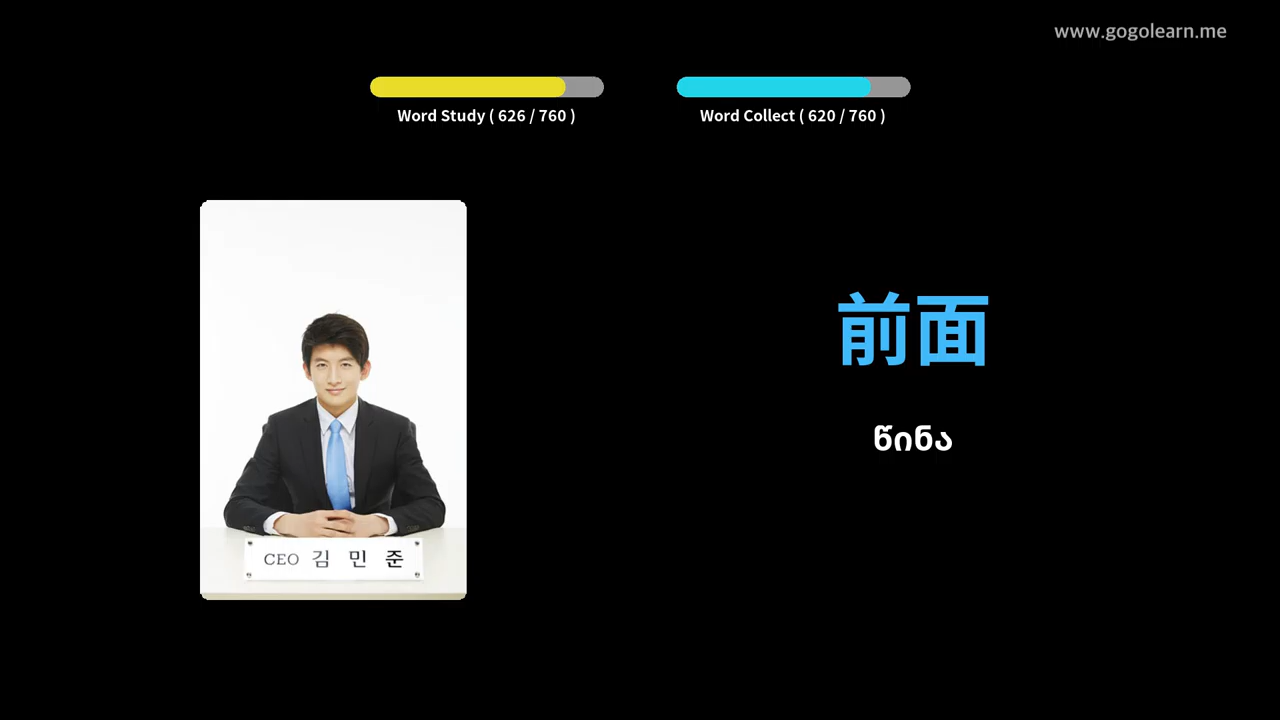 www.gogolearn.me
Word Study ( 626 / 760 )
Word Collect ( 620 / 760 )
前面
წინა
CEO 김 민 준